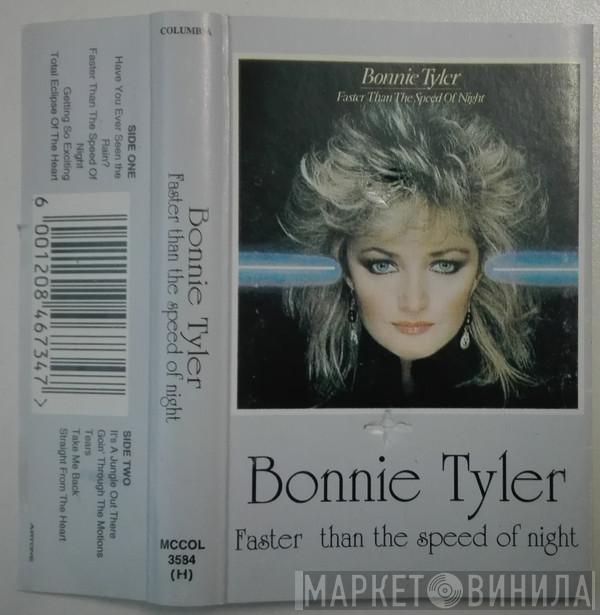 SIDE ONE
Have You Ever Seen the
Rain?
Faster Than The Speed Of
Night
Getting So Exciting
Total Eclipse Of The Heart
6 001208 467347 >
SIDE TWO
It's A Jungle Out There
Goin' Through The Motions
Tears
Take Me Back
Straight From The Heart
ARTONE
COLUMBIA
Bonnie Tyler
Faster than the speed of night
MCCOL
3584
(H)
Bonnie Tyler
Faster Than The Speed Of Night
Bonnie Tyler
Faster than the speed of night
МАРКЕТ ВИНИЛА